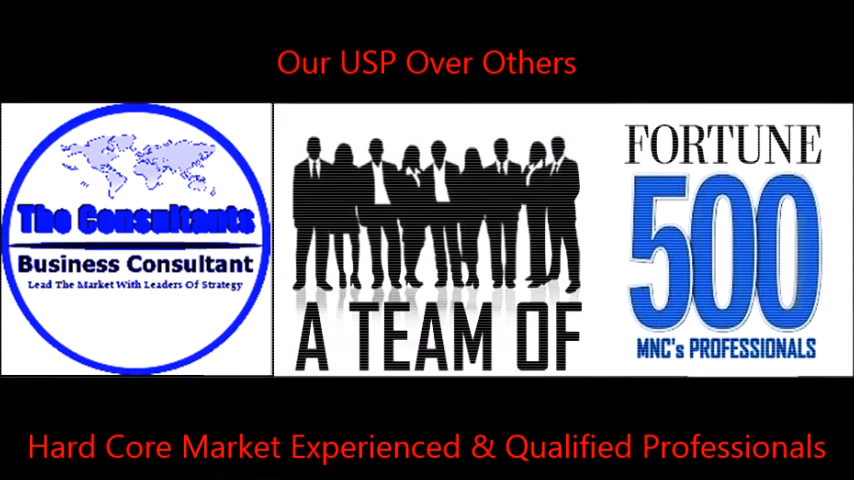 Our USP Over Others
The Consultants
Business Consultant
Lead The Market With Leaders Of Strategy
A TEAM OF
FORTUNE
500
MNC's PROFESSIONALS
Hard Core Market Experienced & Qualified Professionals